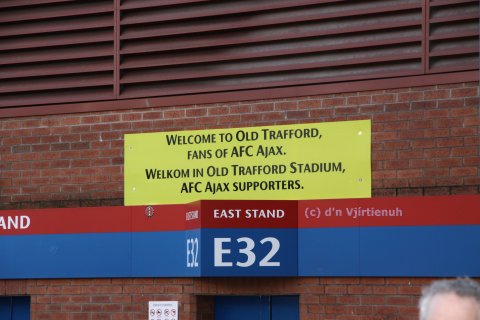 WELCOME TO OLD TRAFFORD,
FANS OF AFC AJAX.
WELKOM IN OLD TRAFFORD STADIUM,
AFC AJAX SUPPORTERS.
AND
EAST STAND
(c) d'n Vjirtienuh
E32
E32